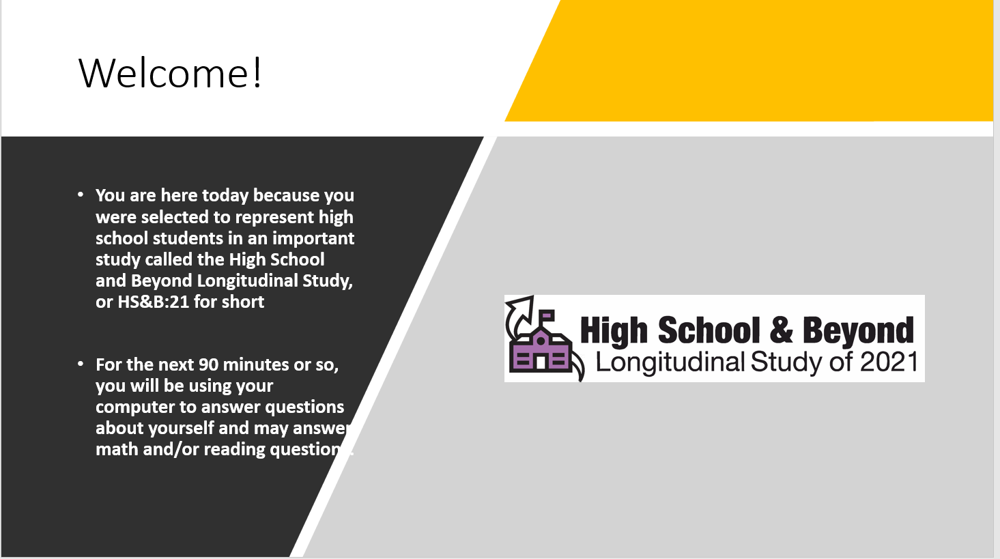 Welcome!
• You are here today because you
were selected to represent high
school students in an important
study called the High School
and Beyond Longitudinal Study,
or HS&B:21 for short
• For the next 90 minutes or so,
you will be using your
computer to answer questions
about yourself and may answer
math and/or reading questions.
High School & Beyond
Longitudinal Study of 2021